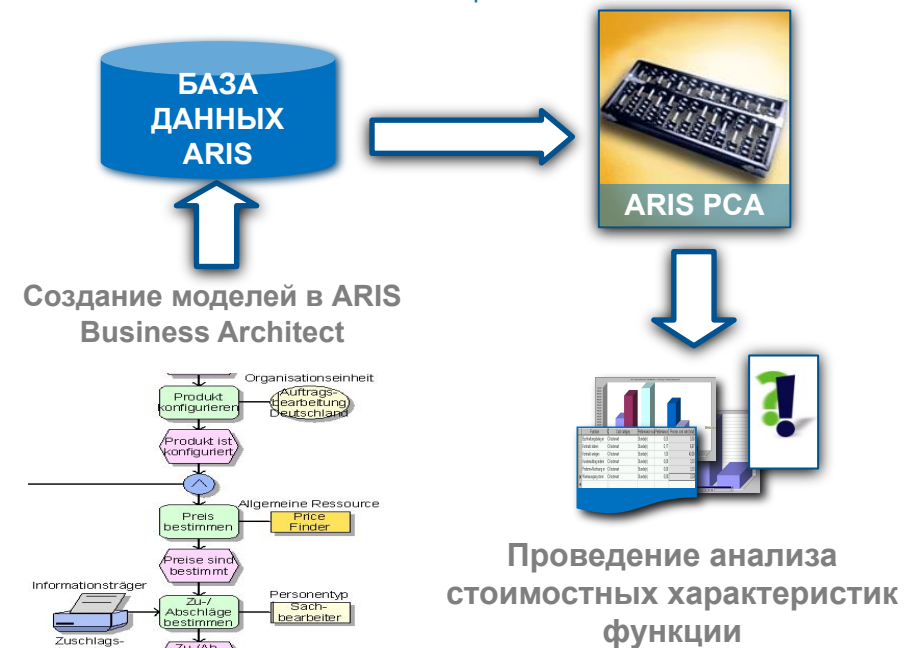 БАЗА
ДАННЫХ
ARIS
ARIS PCA
Создание моделей в ARIS
Business Architect
Organisationseinheit
Produkt
konfigurieren
Auftrags-
bearbeitung
Deutschland
Produkt ist
konfiguriert
Allgemeine Ressource
Preis
bestimmen
Price
Finder
Preise sind
bestimmt
Informationsträger
Personentyp
Zu-/
Abschläge
bestimmen
Sach-
bearbeiter
Zuschlags-
Zu-/Ab-
Проведение анализа
стоимостных характеристик
функции